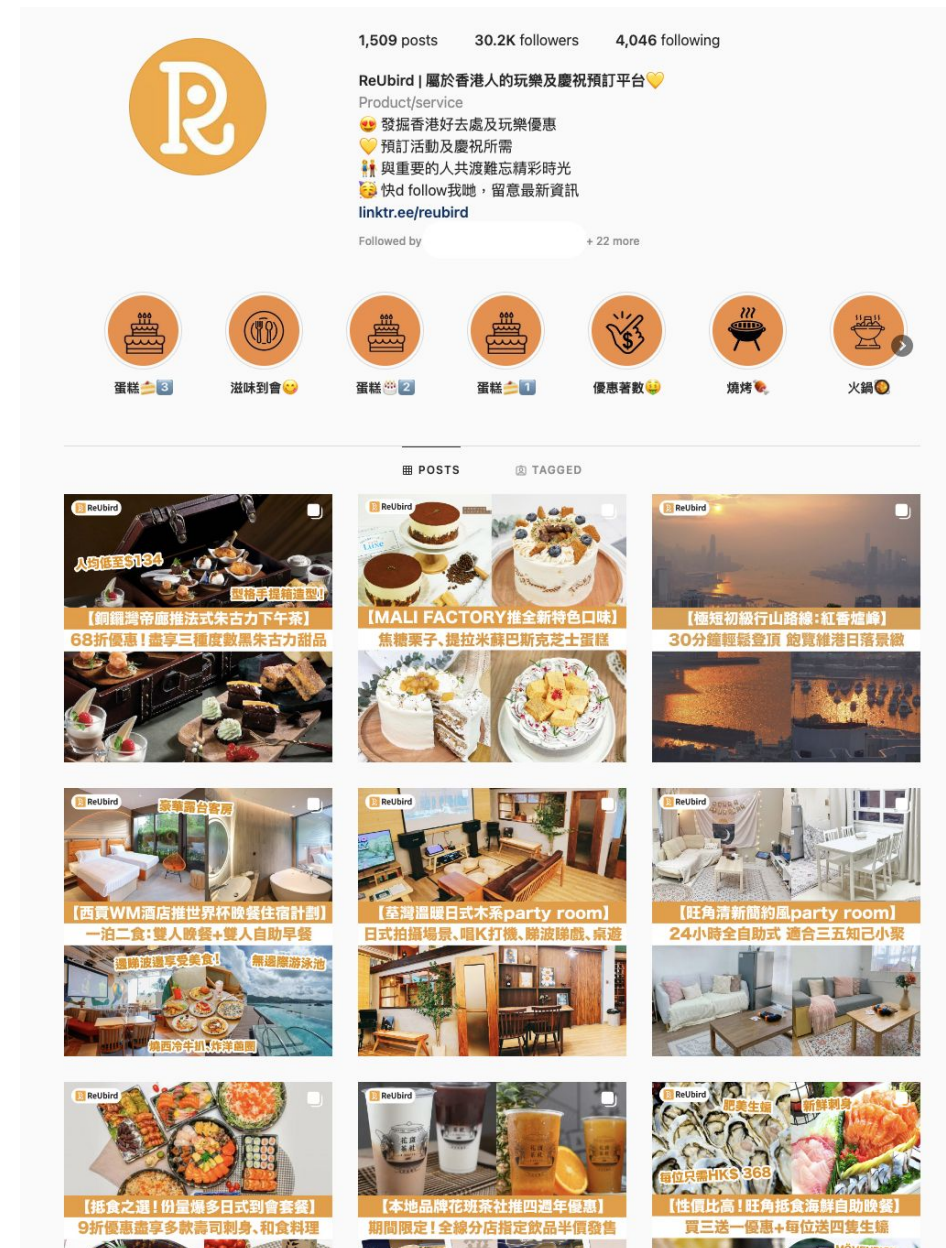 1,509 posts 30.2K followers 4,046 following
ReUbird | 屬於香港人的玩樂及慶祝預訂平台💛
Product/service
😍 發掘香港好去處及玩樂優惠
💛 預訂活動及慶祝所需
👬 與重要的人共渡難忘精彩時光
🥳 快d follow我哋，留意最新資訊
linktr.ee/reubird
Followed by + 22 more
蛋糕🍰3️⃣ 滋味到會😋 蛋糕🎂2️⃣ 蛋糕🍰1️⃣ 優惠著數🤑 燒烤🍖 火鍋🥘
POSTS TAGGED
ReUbird
人均低至$134
型格手提箱造型！
【銅鑼灣帝廊推法式朱古力下午茶】
68折優惠！盡享三種度數黑朱古力甜品
ReUbird
【MALI FACTORY推全新特色口味】
焦糖栗子、提拉米蘇巴斯克芝士蛋糕
ReUbird
【極短初級行山路線：紅香爐峰】
30分鐘輕鬆登頂 飽覽維港日落景緻
ReUbird
豪華露台客房
【西貢WM酒店推世界杯晚餐住宿計劃】
一泊二食：雙人晚餐+雙人自助早餐
邊睇波邊享受美食！
無邊際游泳池
燒西冷牛扒、炸洋蔥圈
ReUbird
【荃灣溫暖日式木系party room】
日式拍攝場景、唱K打機、睇波睇戲、桌遊
ReUbird
【旺角清新簡約風party room】
24小時全自助式 適合三五知己小聚
ReUbird
【抵食之選！份量爆多日式到會套餐】
9折優惠盡享多款壽司刺身、和食料理
ReUbird
花漾茶社
【本地品牌花班茶社推四週年優惠】
期間限定！全線分店指定飲品半價發售
ReUbird
肥美生蠔
新鮮刺身
每位只需HK$ 368
【性價比高！旺角抵食海鮮自助晚餐】
買三送一優惠+每位送四隻生蠔